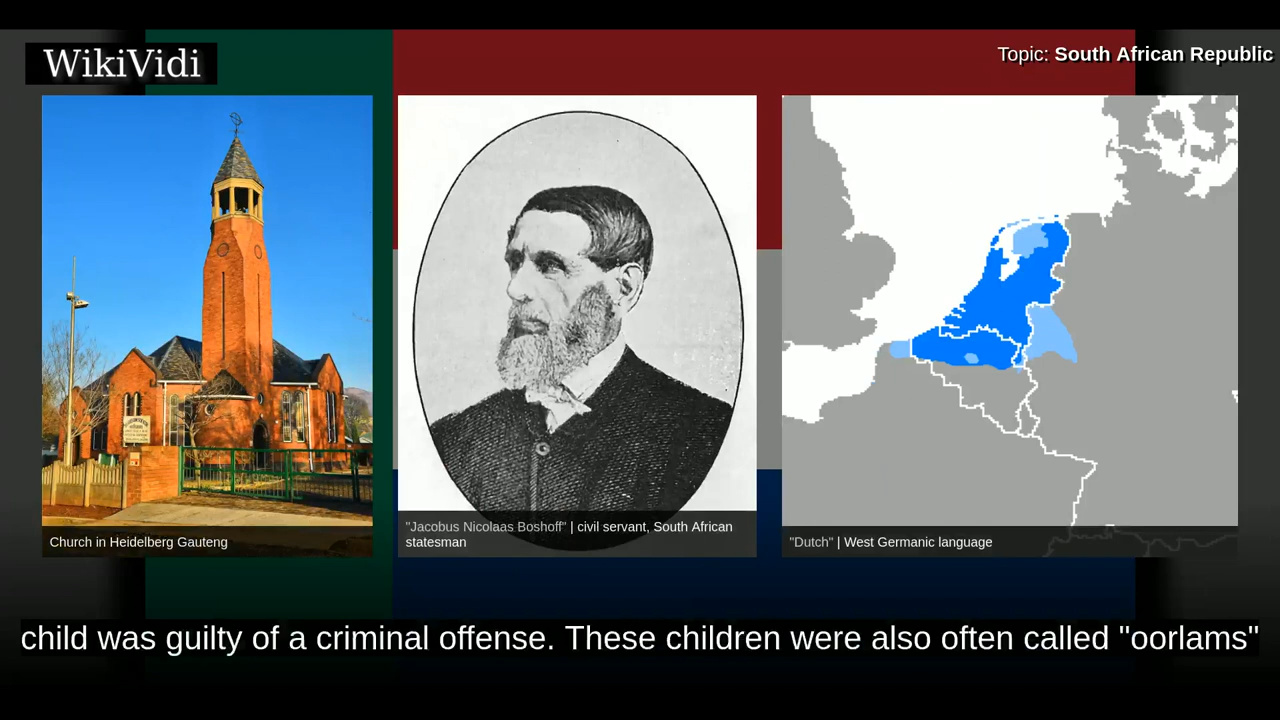 WikiVidi
Topic: South African Republic
Church in Heidelberg Gauteng
"Jacobus Nicolaas Boshoff" | civil servant, South African
statesman
"Dutch" | West Germanic language
child was guilty of a criminal offense. These children were also often called "oorlams"